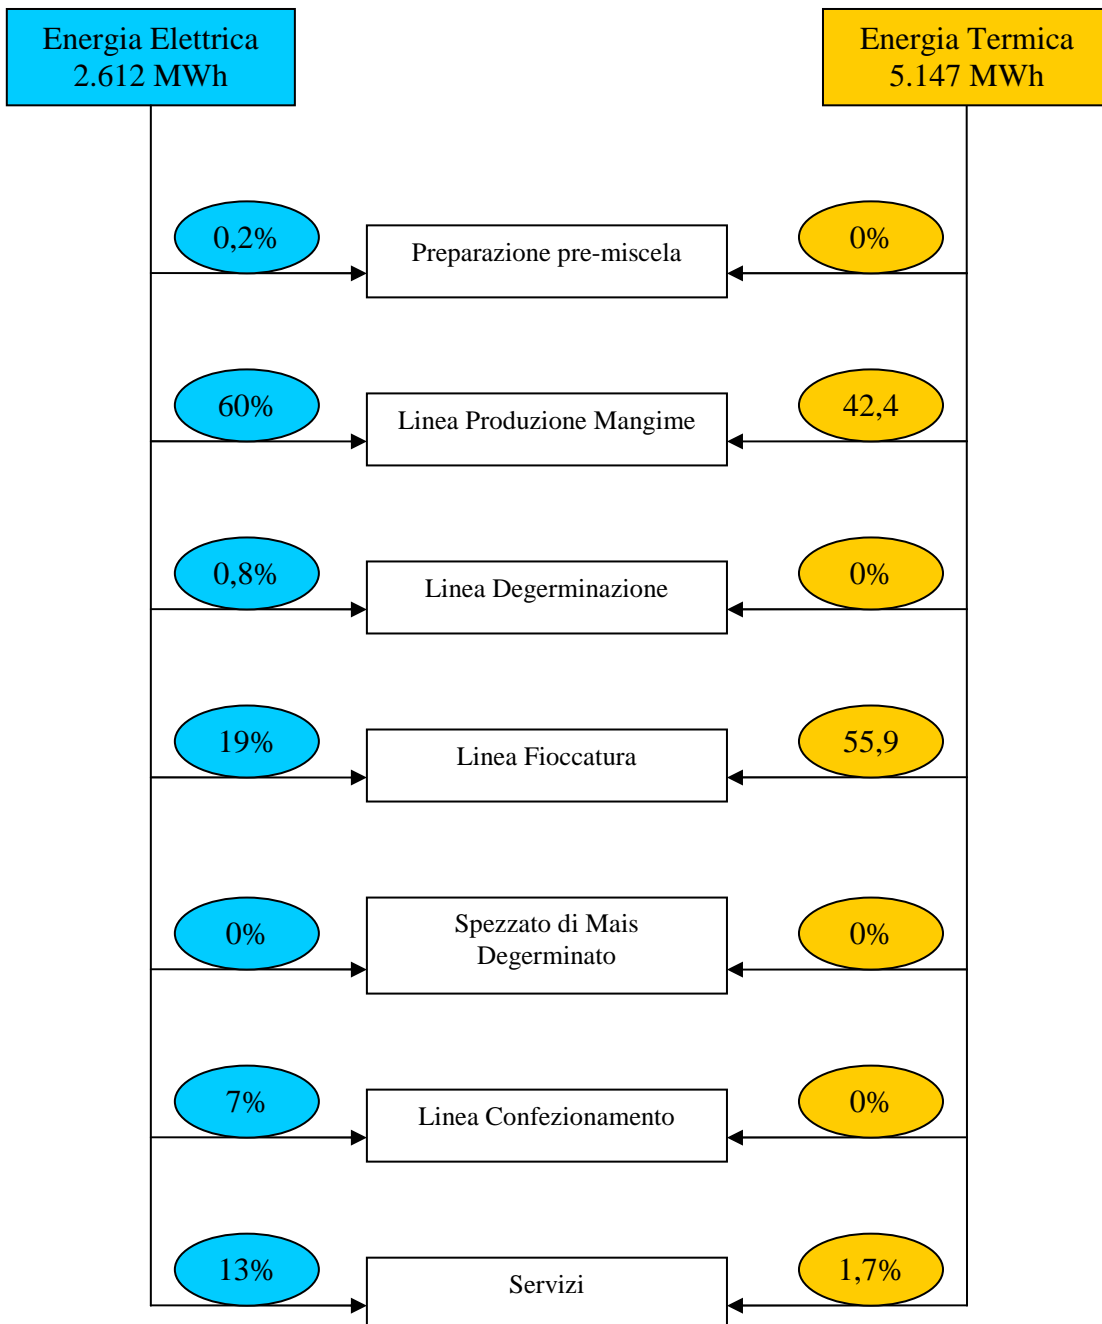 Energia Elettrica
2.612 MWh
Energia Termica
5.147 MWh
0,2%
Preparazione pre-miscela
0%
60%
Linea Produzione Mangime
42,4
0,8%
Linea Degerminazione
0%
19%
Linea Fioccatura
55,9
0%
Spezzato di Mais
Degerminato
0%
7%
Linea Confezionamento
0%
13%
Servizi
1,7%